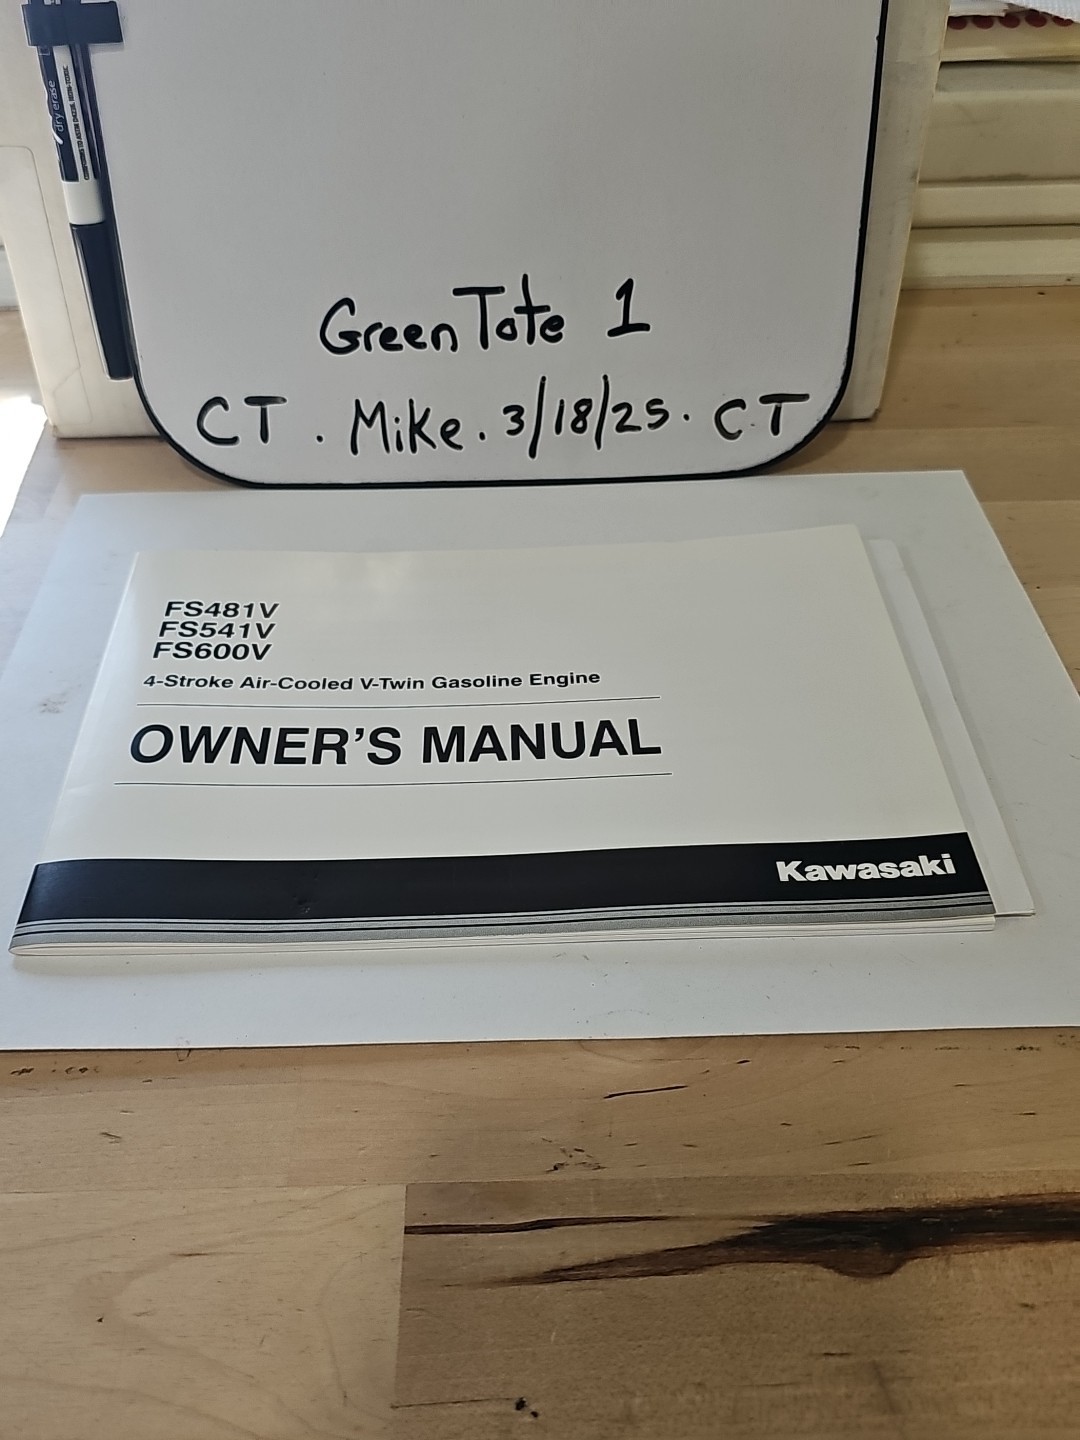 dry erase
Green Tote 1
CT . Mike . 3/18/25 . CT
FS481V
FS541V
FS600V
4-Stroke Air-Cooled V-Twin Gasoline Engine
OWNER'S MANUAL
Kawasaki